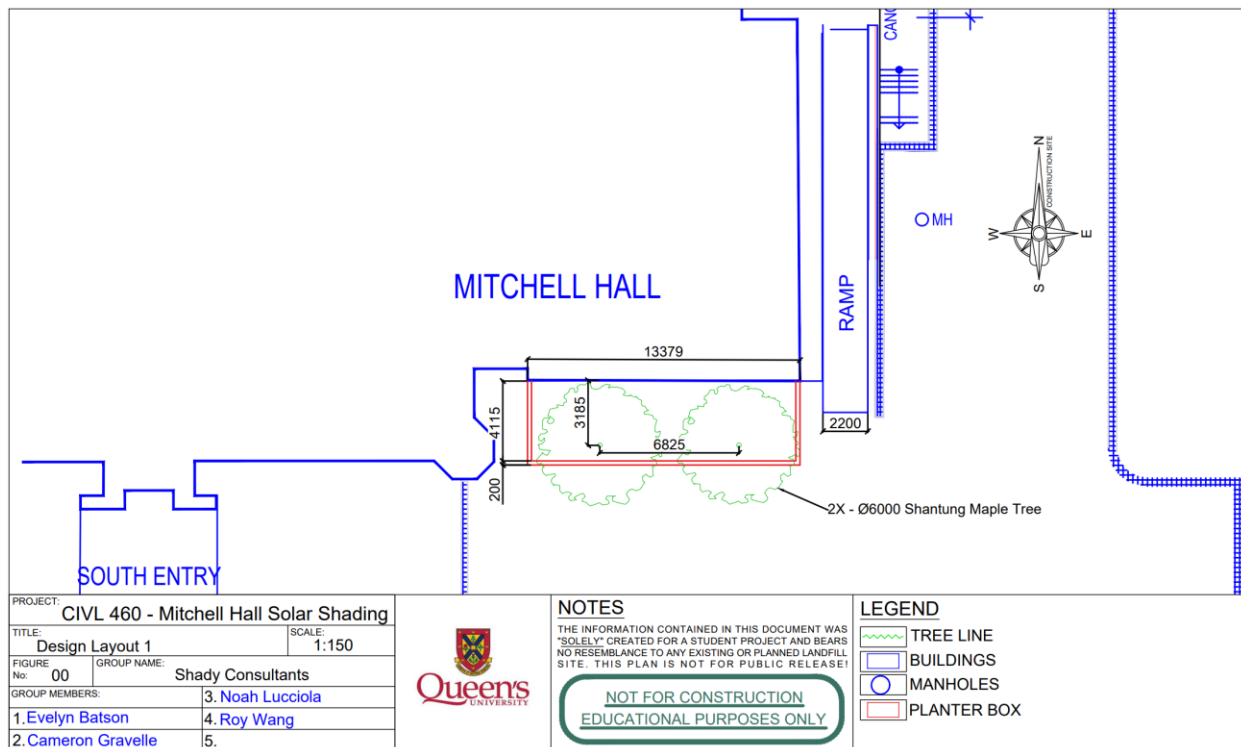 CANO
N
CONSTRUCTION SITE
W
E
S
MH
MITCHELL HALL
RAMP
13379
4115
3185
6825
2200
200
2X - Ø6000 Shantung Maple Tree
SOUTH ENTRY
PROJECT:
CIVL 460 - Mitchell Hall Solar Shading
TITLE:
Design Layout 1
SCALE:
1:150
FIGURE
No: 00
GROUP NAME:
Shady Consultants
GROUP MEMBERS:
3. Noah Lucciola
1. Evelyn Batson
4. Roy Wang
2. Cameron Gravelle
5.
Queen's
UNIVERSITY
NOTES
THE INFORMATION CONTAINED IN THIS DOCUMENT WAS
"SOLELY" CREATED FOR A STUDENT PROJECT AND BEARS
NO RESEMBLANCE TO ANY EXISTING OR PLANNED LANDFILL
SITE. THIS PLAN IS NOT FOR PUBLIC RELEASE!
NOT FOR CONSTRUCTION
EDUCATIONAL PURPOSES ONLY
LEGEND
TREE LINE
BUILDINGS
MANHOLES
PLANTER BOX